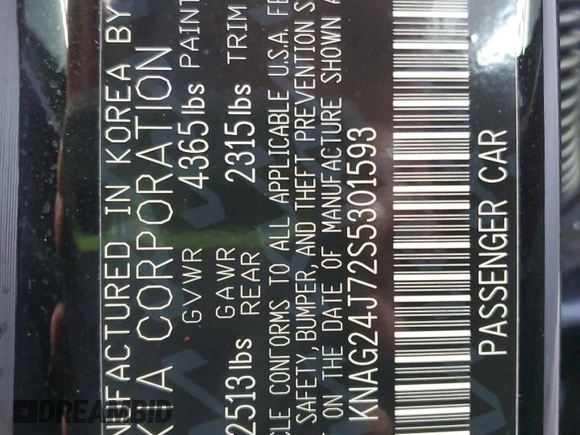 NUFACTURED IN KOREA BY
A CORPORATION
GVWR
4365lbs PAINT
GAWR
2513lbs REAR 2315lbs TRIM
CLE CONFORMS TO ALL APPLICABLE U.S.A. FE
SAFETY, BUMPER, AND THEFT PREVENTION S
ON THE DATE OF MANUFACTURE SHOWN A
KNAG24J72S5301593
PASSENGER CAR
DREAMBID